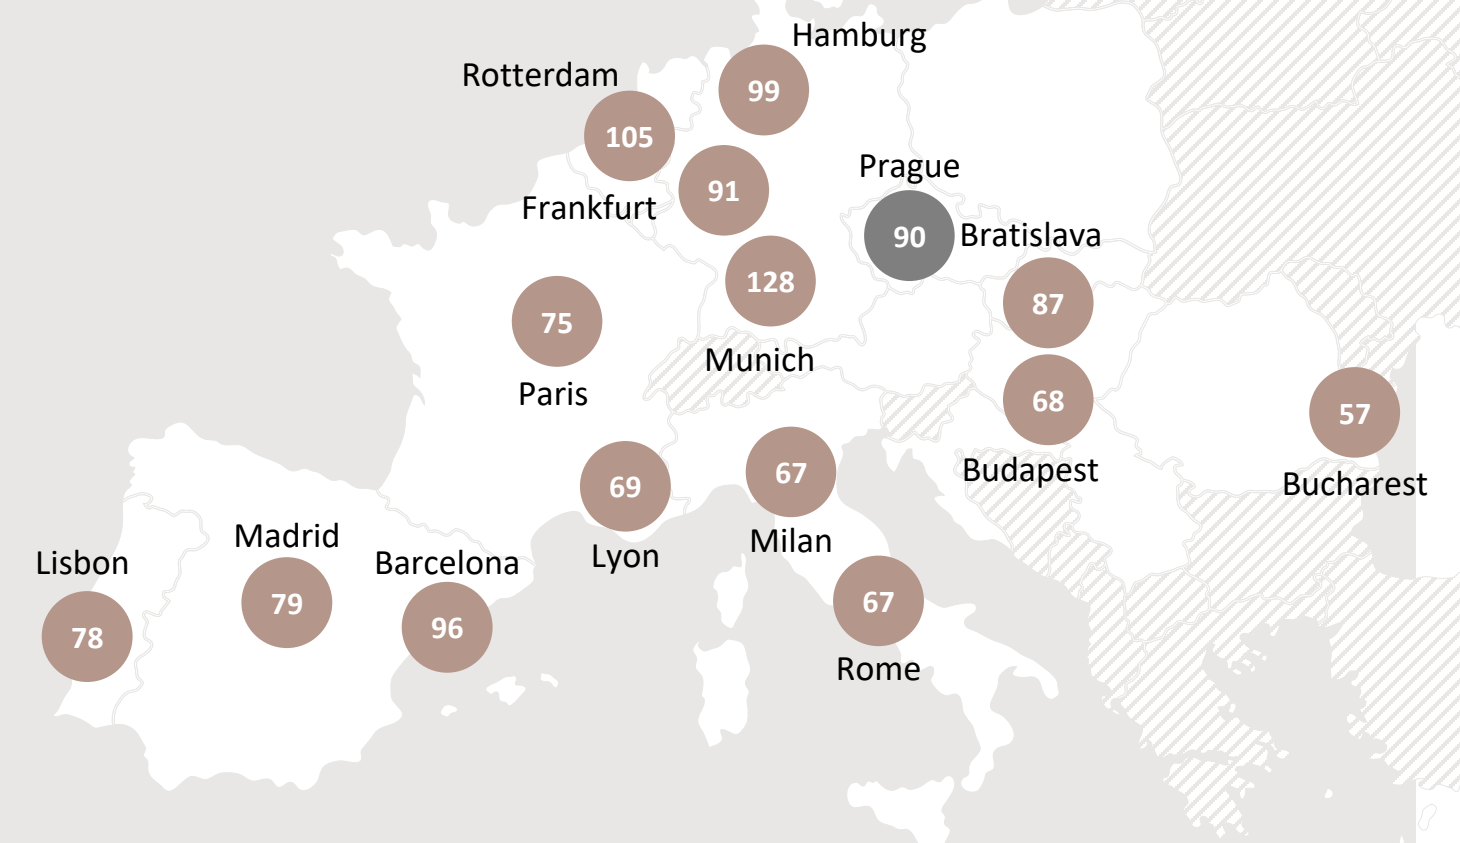 Hamburg
99
Rotterdam
105
Frankfurt
91
Prague
90
Bratislava
87
128
Munich
75
Paris
68
Budapest
57
Bucharest
69
Lyon
67
Milan
Lisbon
78
Madrid
79
Barcelona
96
67
Rome